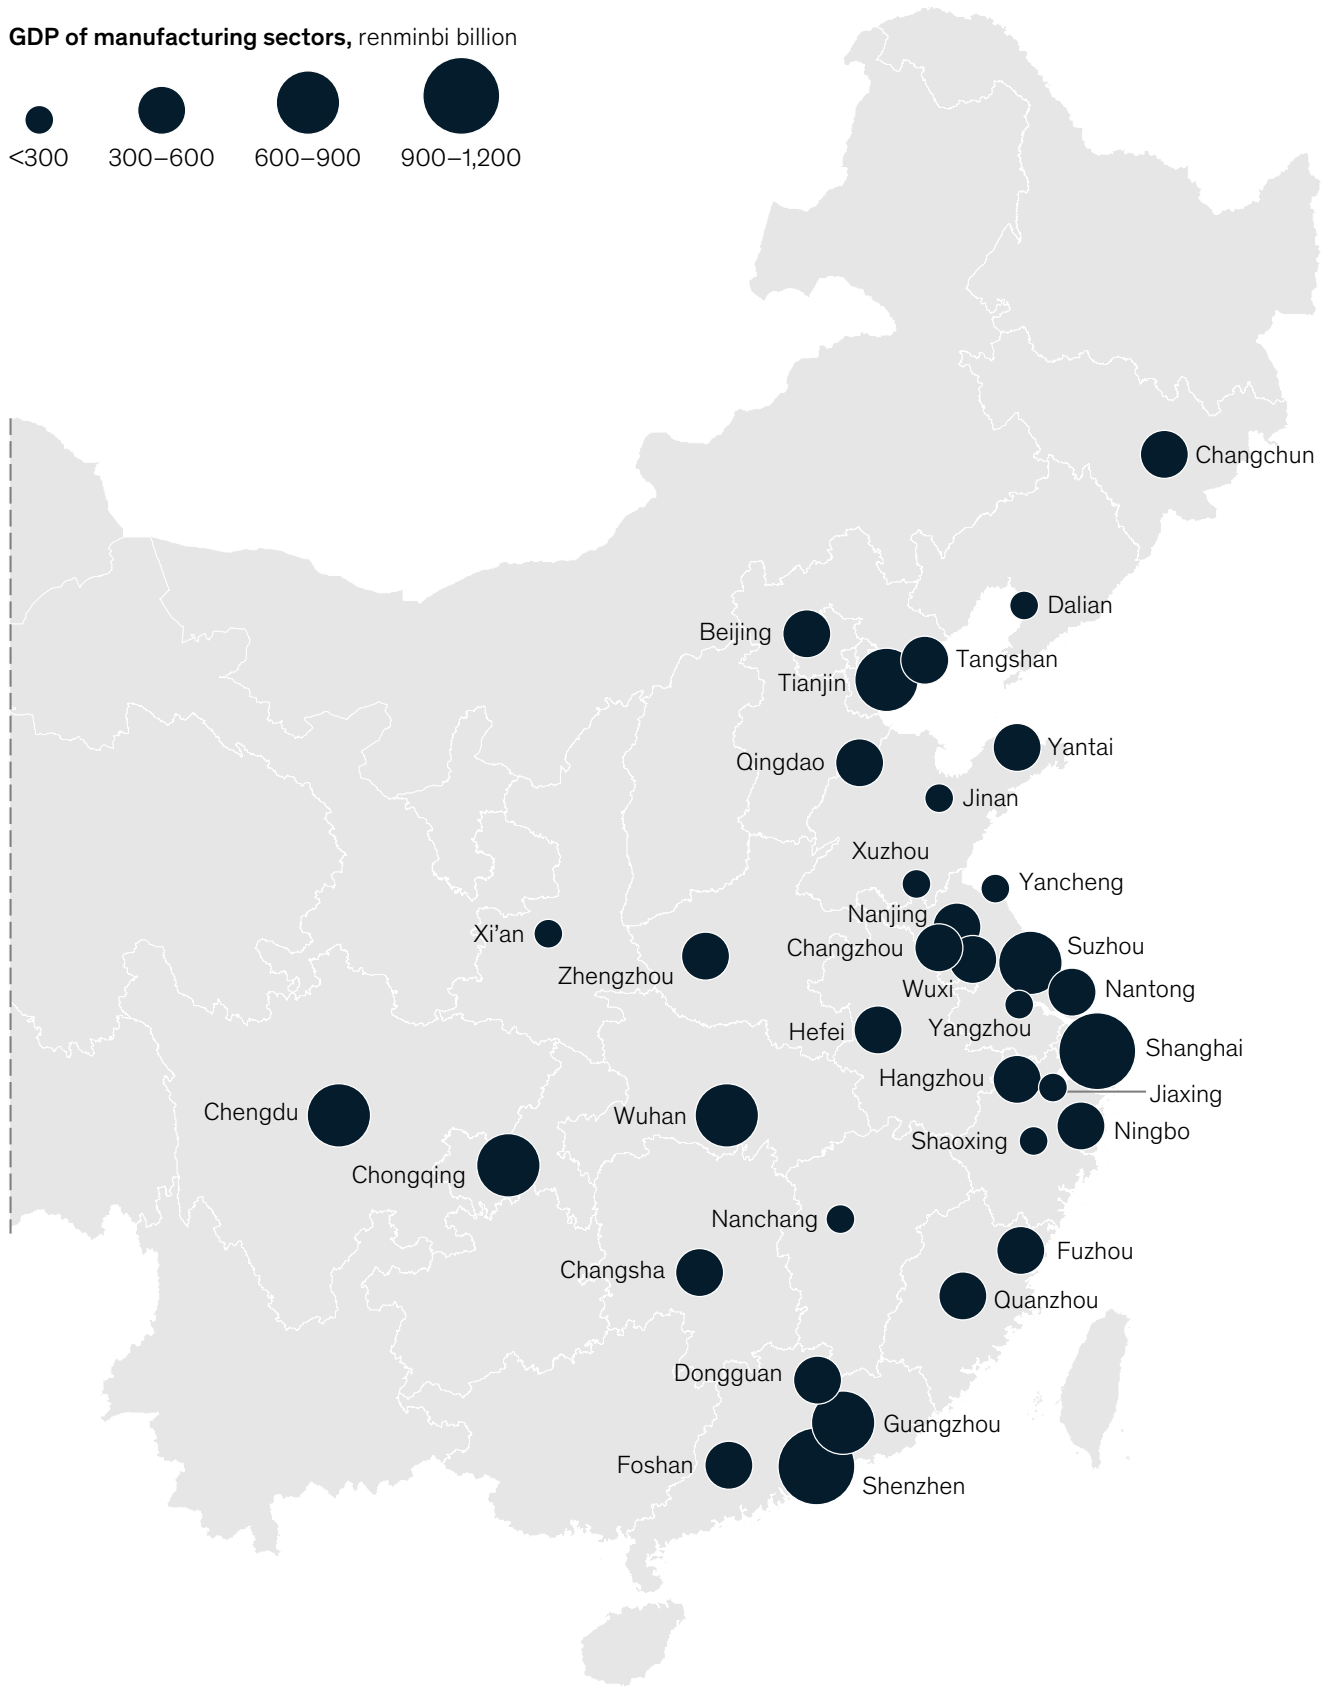 GDP of manufacturing sectors, renminbi billion
<300 300–600 600–900 900–1,200
Changchun
Dalian
Beijing
Tangshan
Tianjin
Yantai
Qingdao
Jinan
Xuzhou
Yancheng
Nanjing
Xi’an
Changzhou
Suzhou
Zhengzhou
Wuxi
Nantong
Yangzhou
Hefei
Shanghai
Hangzhou
Jiaxing
Chengdu
Wuhan
Ningbo
Shaoxing
Chongqing
Nanchang
Fuzhou
Changsha
Quanzhou
Dongguan
Guangzhou
Foshan
Shenzhen